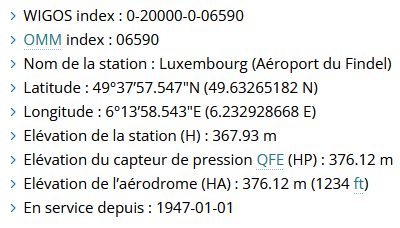 WIGOS index : 0-20000-0-06590
OMM index : 06590
Nom de la station : Luxembourg (Aéroport du Findel)
Latitude : 49°37’57.547"N (49.63265182 N)
Longitude : 6°13’58.543"E (6.232928668 E)
Elévation de la station (H) : 367.93 m
Elévation du capteur de pression QFE (HP) : 376.12 m
Elévation de l’aérodrome (HA) : 376.12 m (1234 ft)
En service depuis : 1947-01-01